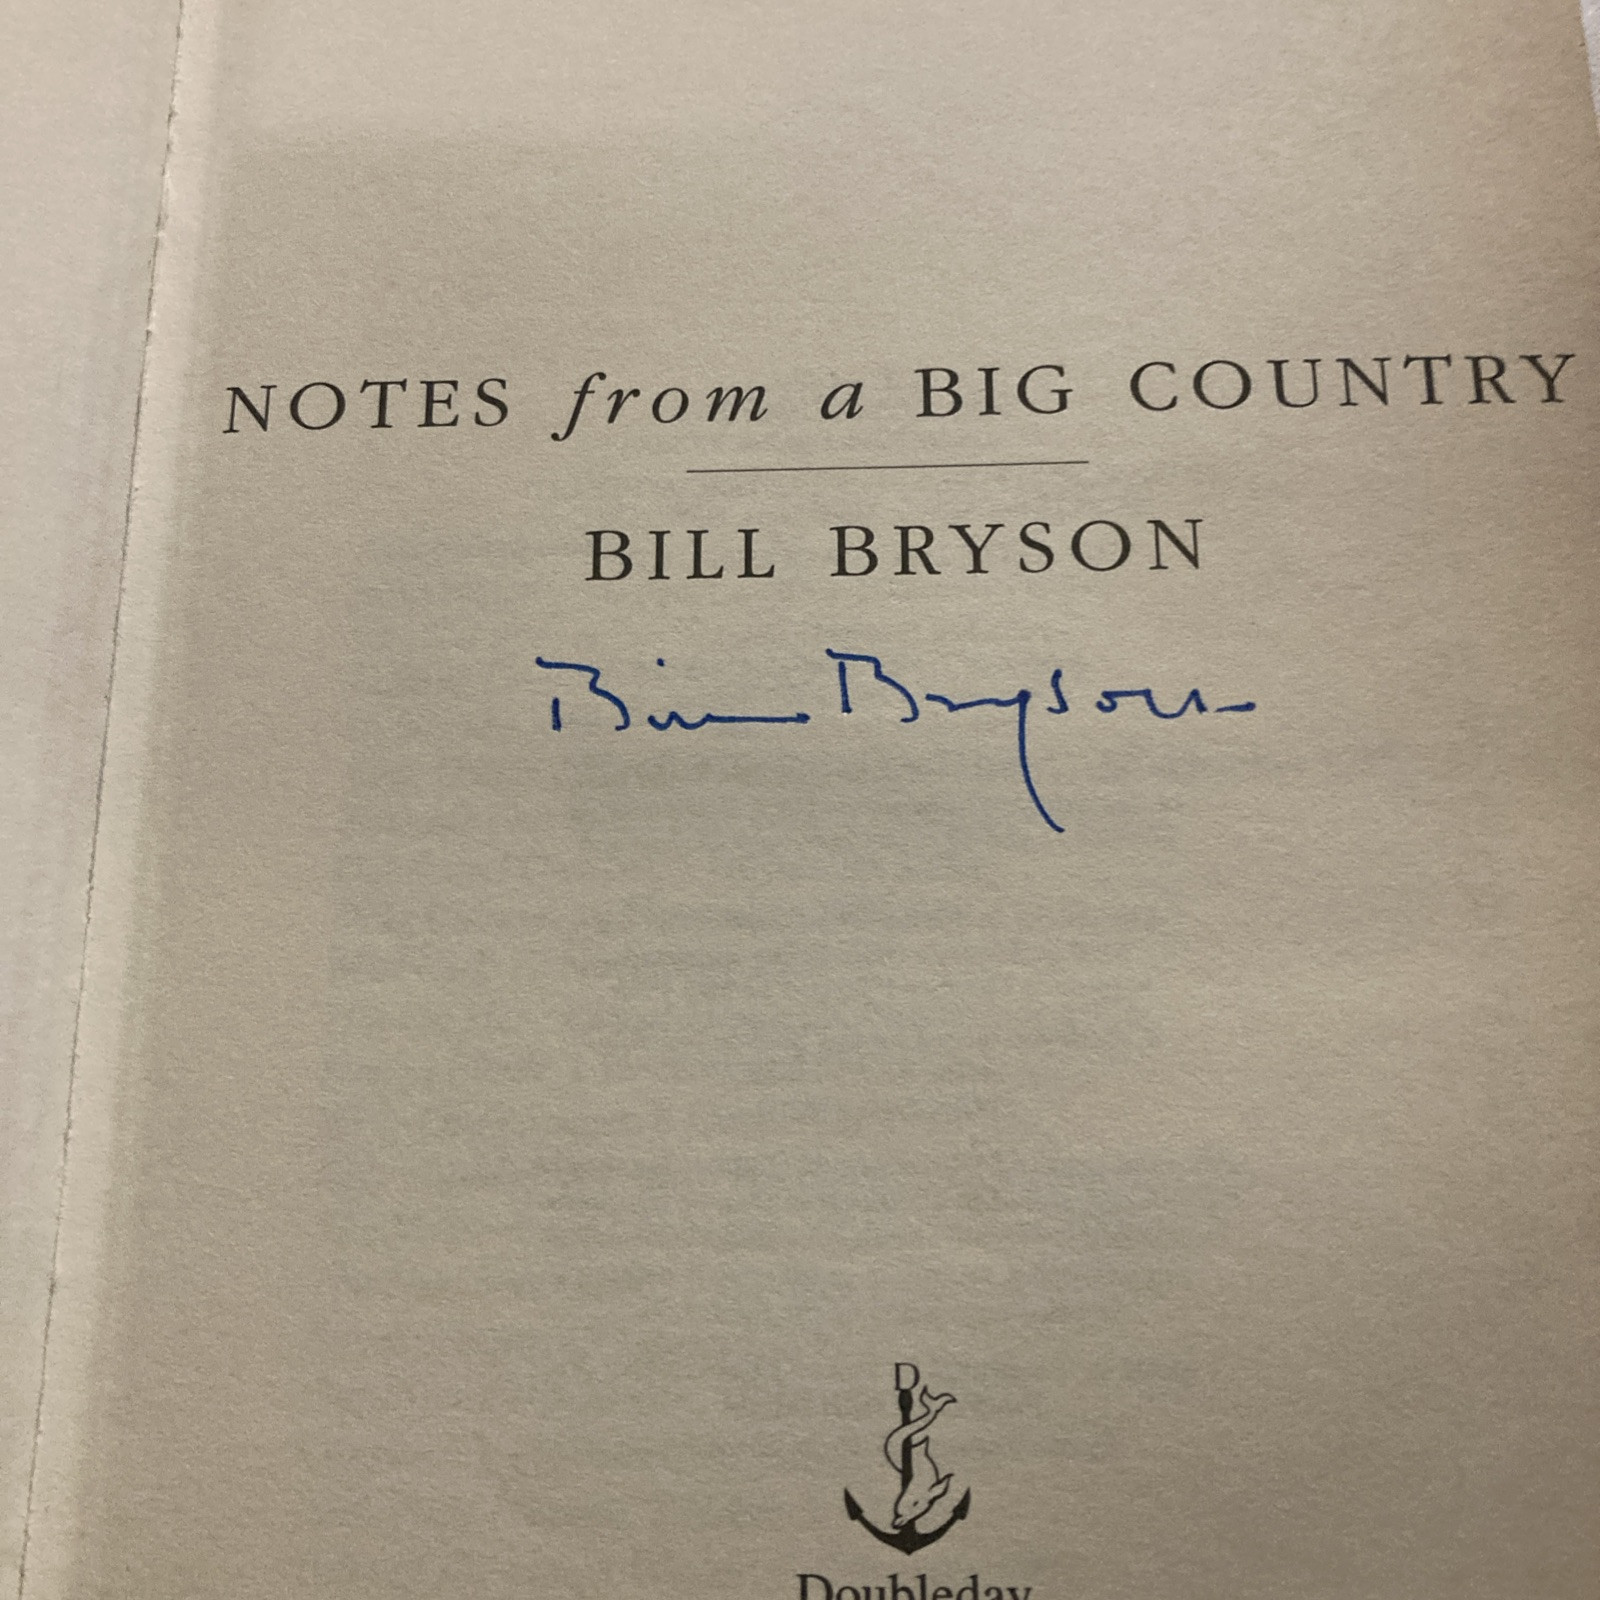 NOTES from a BIG COUNTRY
BILL BRYSON
Bill Bryson
D
Doubleday